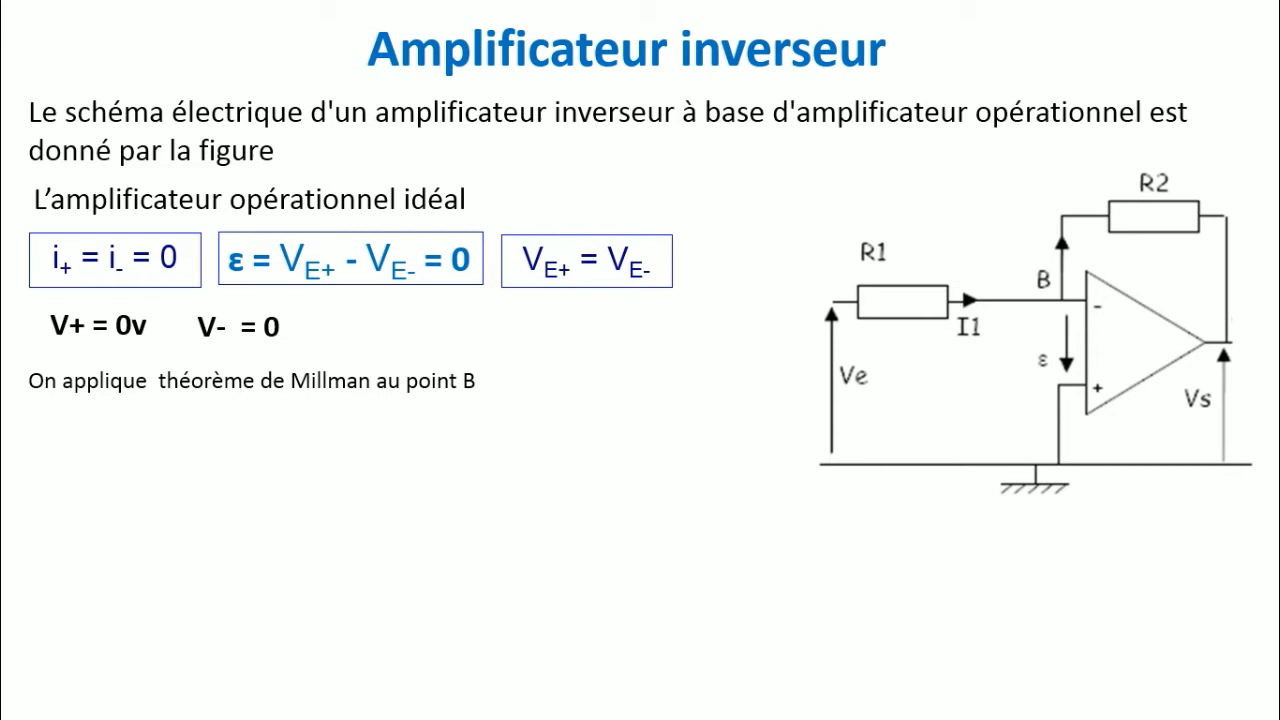 Amplificateur inverseur
Le schéma électrique d'un amplificateur inverseur à base d'amplificateur opérationnel est
donné par la figure
L’amplificateur opérationnel idéal
i+ = i- = 0
ε = VE+ - VE- = 0
VE+ = VE-
V+ = 0v V- = 0
On applique théorème de Millman au point B
R2
R1
B
-
I1
ε
+
Ve
Vs